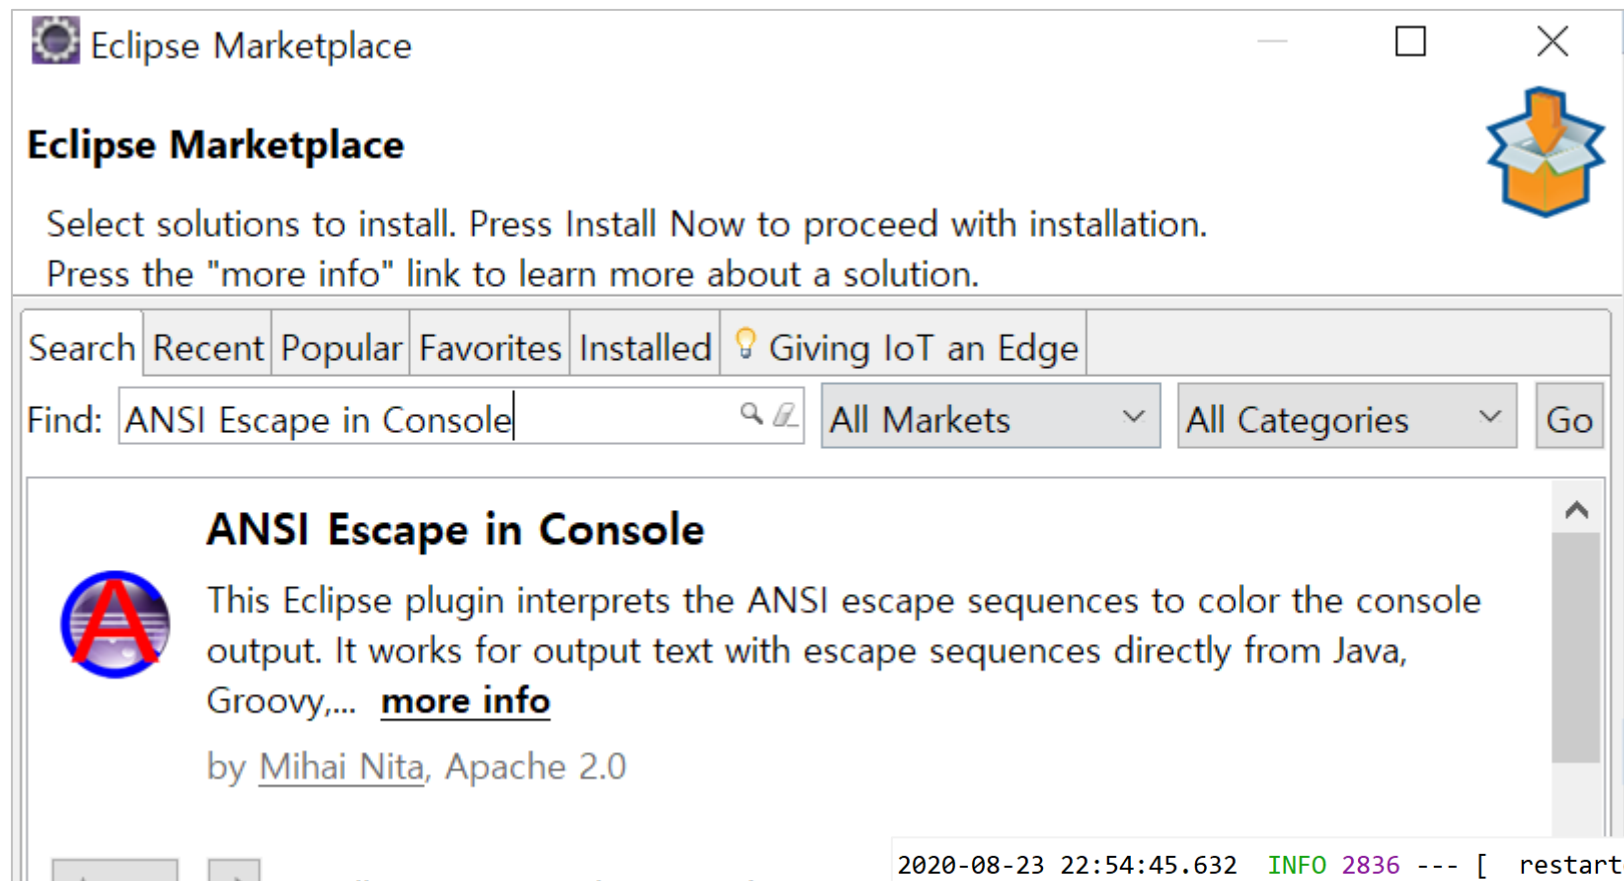 Eclipse Marketplace
Eclipse Marketplace
Select solutions to install. Press Install Now to proceed with installation.
Press the "more info" link to learn more about a solution.
Search Recent Popular Favorites Installed Giving IoT an Edge
Find: ANSI Escape in Console All Markets All Categories Go
ANSI Escape in Console
This Eclipse plugin interprets the ANSI escape sequences to color the console
output. It works for output text with escape sequences directly from Java,
Groovy,... more info
by Mihai Nita, Apache 2.0
2020-08-23 22:54:45.632 INFO 2836 --- [ restart